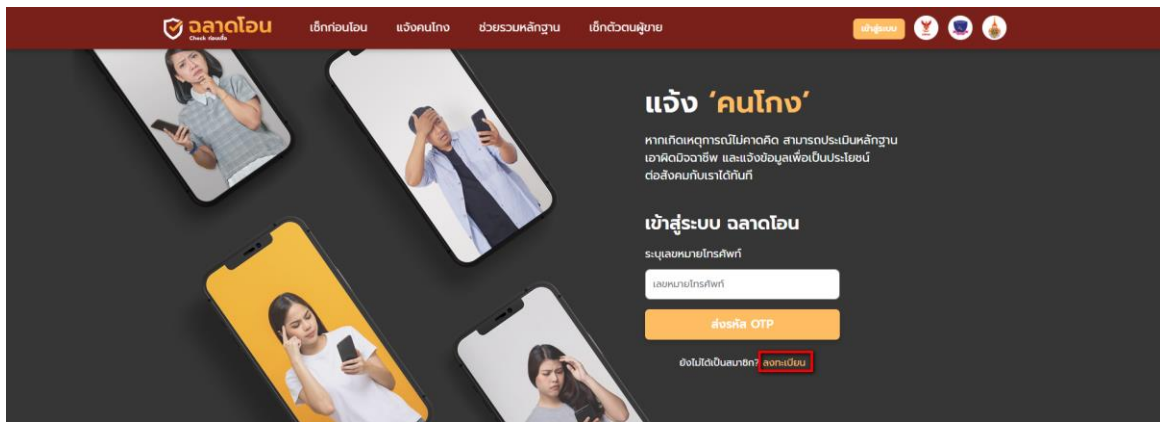 ฉลาดโอน
Check ก่อนเชื่อ
เช็กก่อนโอน
แจ้งคนโกง
ช่วยรวมหลักฐาน
เช็กตัวตนผู้ขาย
เข้าสู่ระบบ
แจ้ง ‘คนโกง’
หากเกิดเหตุการณ์ไม่คาดคิด สามารถประเมินหลักฐาน
เอาผิดมิจฉาชีพ และแจ้งข้อมูลเพื่อเป็นประโยชน์
ต่อสังคมกับเราได้ทันที
เข้าสู่ระบบ ฉลาดโอน
ระบุเลขหมายโทรศัพท์
เลขหมายโทรศัพท์
ส่งรหัส OTP
ยังไม่ได้เป็นสมาชิก? ลงทะเบียน